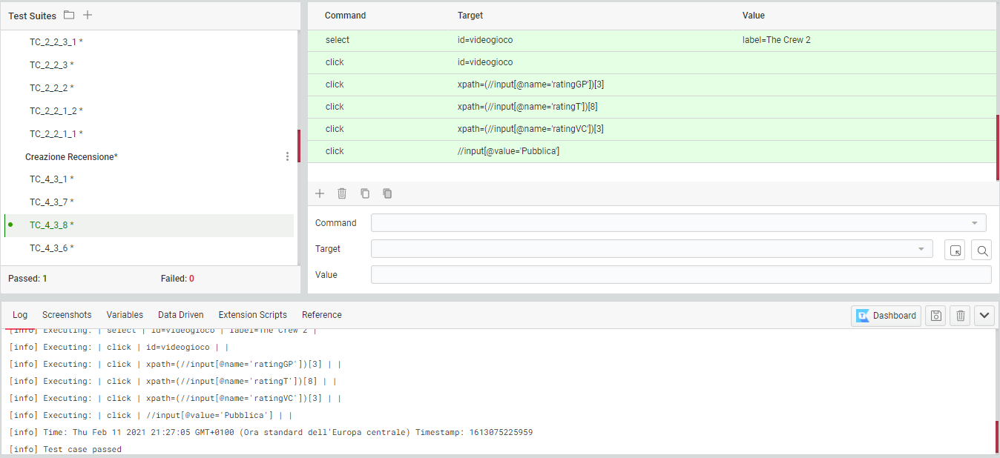 Test Suites
TC_2_2_3_1 *
TC_2_2_3 *
TC_2_2_2 *
TC_2_2_1_2 *
TC_2_2_1_1 *
Creazione Recensione*
TC_4_3_1 *
TC_4_3_7 *
TC_4_3_8 *
TC_4_3_6 *
Passed: 1 Failed: 0
Command Target Value
select id=videogioco label=The Crew 2
click id=videogioco
click xpath=(//input[@name='ratingGP'])[3]
click xpath=(//input[@name='ratingT'])[8]
click xpath=(//input[@name='ratingVC'])[3]
click //input[@value='Pubblica']
Command
Target
Value
Log Screenshots Variables Data Driven Extension Scripts Reference Dashboard
[info] Executing: | select | id=videogioco | label=The Crew 2 |
[info] Executing: | click | id=videogioco | |
[info] Executing: | click | xpath=(//input[@name='ratingGP'])[3] | |
[info] Executing: | click | xpath=(//input[@name='ratingT'])[8] | |
[info] Executing: | click | xpath=(//input[@name='ratingVC'])[3] | |
[info] Executing: | click | //input[@value='Pubblica'] | |
[info] Time: Thu Feb 11 2021 21:27:05 GMT+0100 (Ora standard dell'Europa centrale) Timestamp: 1613075225959
[info] Test case passed